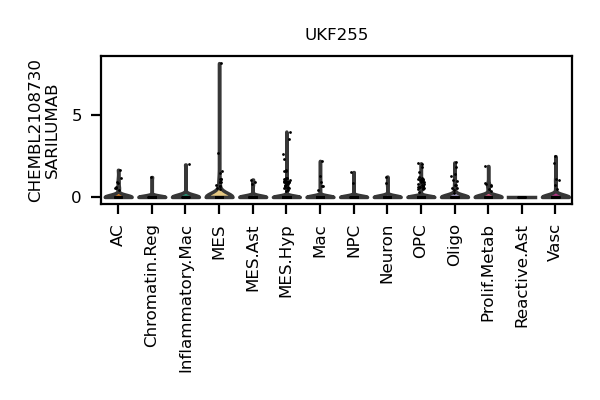 UKF255
CHEMBL2108730
SARILUMAB
5
0
AC
Chromatin.Reg
Inflammatory.Mac
MES
MES.Ast
MES.Hyp
Mac
NPC
Neuron
OPC
Oligo
Prolif.Metab
Reactive.Ast
Vasc